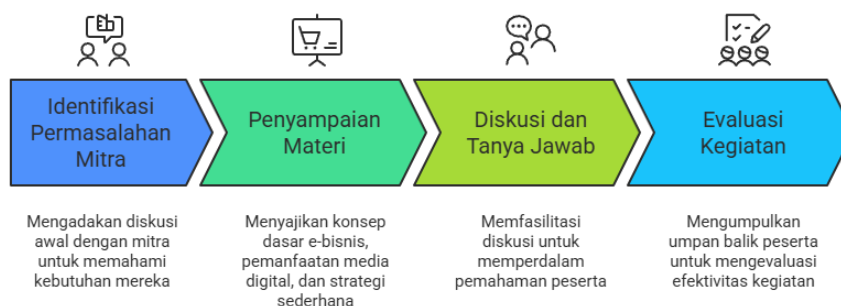 Identifikasi
Permasalahan
Mitra
Penyampaian
Materi
Diskusi dan
Tanya Jawab
Evaluasi
Kegiatan
Mengadakan diskusi
awal dengan mitra
untuk memahami
kebutuhan mereka
Menyajikan konsep
dasar e-bisnis,
pemanfaatan media
digital, dan strategi
sederhana
Memfasilitasi
diskusi untuk
memperdalam
pemahaman peserta
Mengumpulkan
umpan balik peserta
untuk mengevaluasi
efektivitas kegiatan